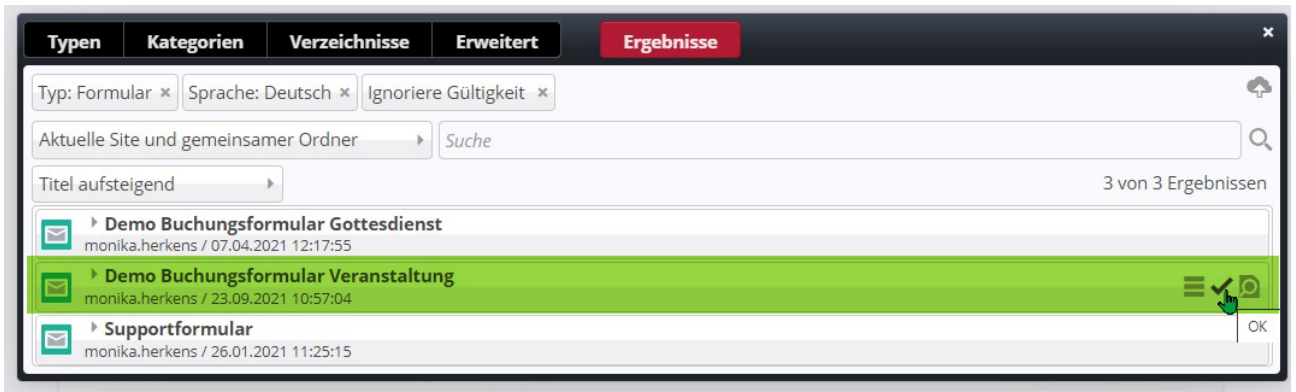 Typen Kategorien Verzeichnisse Erweitert Ergebnisse
Typ: Formular × Sprache: Deutsch × Ignoriere Gültigkeit ×
Aktuelle Site und gemeinsamer Ordner Suche
Titel aufsteigend 3 von 3 Ergebnissen
Demo Buchungsformular Gottesdienst
monika.herkens / 07.04.2021 12:17:55
Demo Buchungsformular Veranstaltung
monika.herkens / 23.09.2021 10:57:04
OK
Supportformular
monika.herkens / 26.01.2021 11:25:15